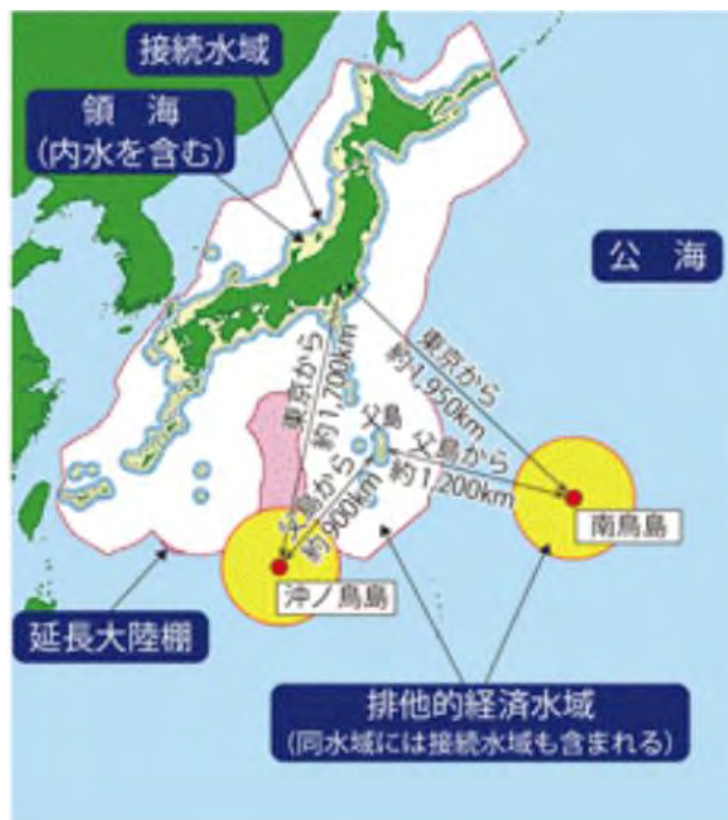 接続水域
領　海
(内水を含む)
公　海
東京から
約1,950km
東京から
約1,700km
父島
父島から
約1,200km
父島から
約900km
南鳥島
沖ノ鳥島
延長大陸棚
排他的経済水域
(同水域には接続水域も含まれる)